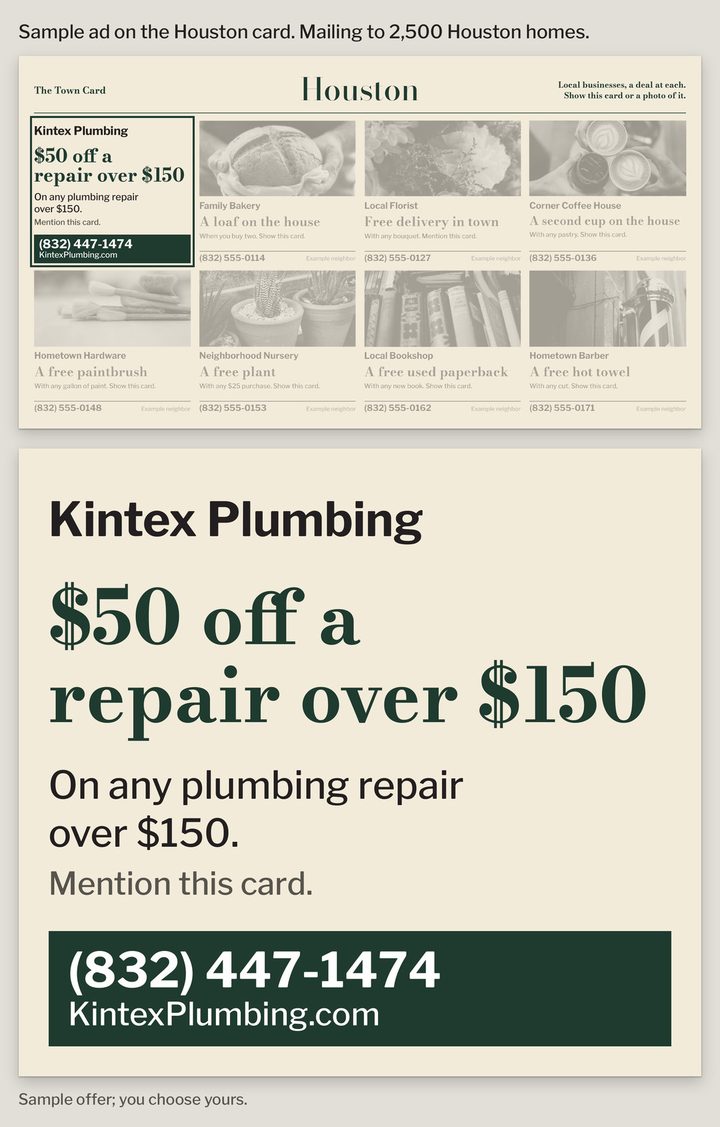 Sample ad on the Houston card. Mailing to 2,500 Houston homes.
The Town Card
Houston
Local businesses, a deal at each.
Show this card or a photo of it.
Kintex Plumbing
$50 off a
repair over $150
On any plumbing repair
over $150.
Mention this card.
(832) 447-1474
KintexPlumbing.com
Family Bakery
A loaf on the house
When you buy two. Show this card.
(832) 555-0114
Example neighbor
Local Florist
Free delivery in town
With any bouquet. Mention this card.
(832) 555-0127
Example neighbor
Corner Coffee House
A second cup on the house
With any pastry. Show this card.
(832) 555-0136
Example neighbor
Hometown Hardware
A free paintbrush
With any gallon of paint. Show this card.
(832) 555-0148
Example neighbor
Neighborhood Nursery
A free plant
With any $25 purchase. Show this card.
(832) 555-0153
Example neighbor
Local Bookshop
A free used paperback
With any new book. Show this card.
(832) 555-0162
Example neighbor
Hometown Barber
A free hot towel
With any cut. Show this card.
(832) 555-0171
Example neighbor
Kintex Plumbing
$50 off a
repair over $150
On any plumbing repair
over $150.
Mention this card.
(832) 447-1474
KintexPlumbing.com
Sample offer; you choose yours.